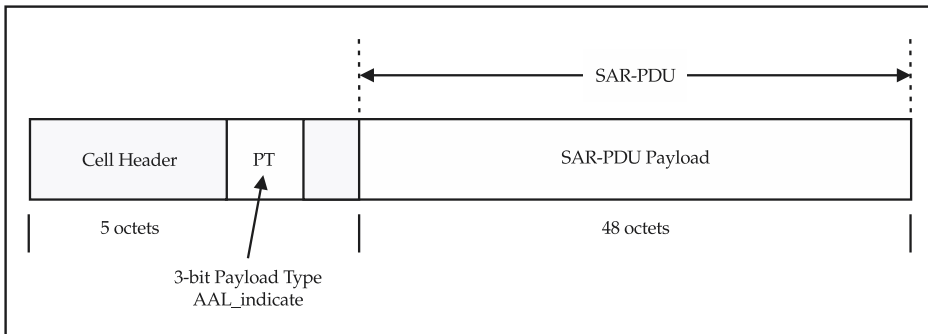 SAR-PDU
Cell Header
PT
SAR-PDU Payload
5 octets
48 octets
3-bit Payload Type
AAL_indicate